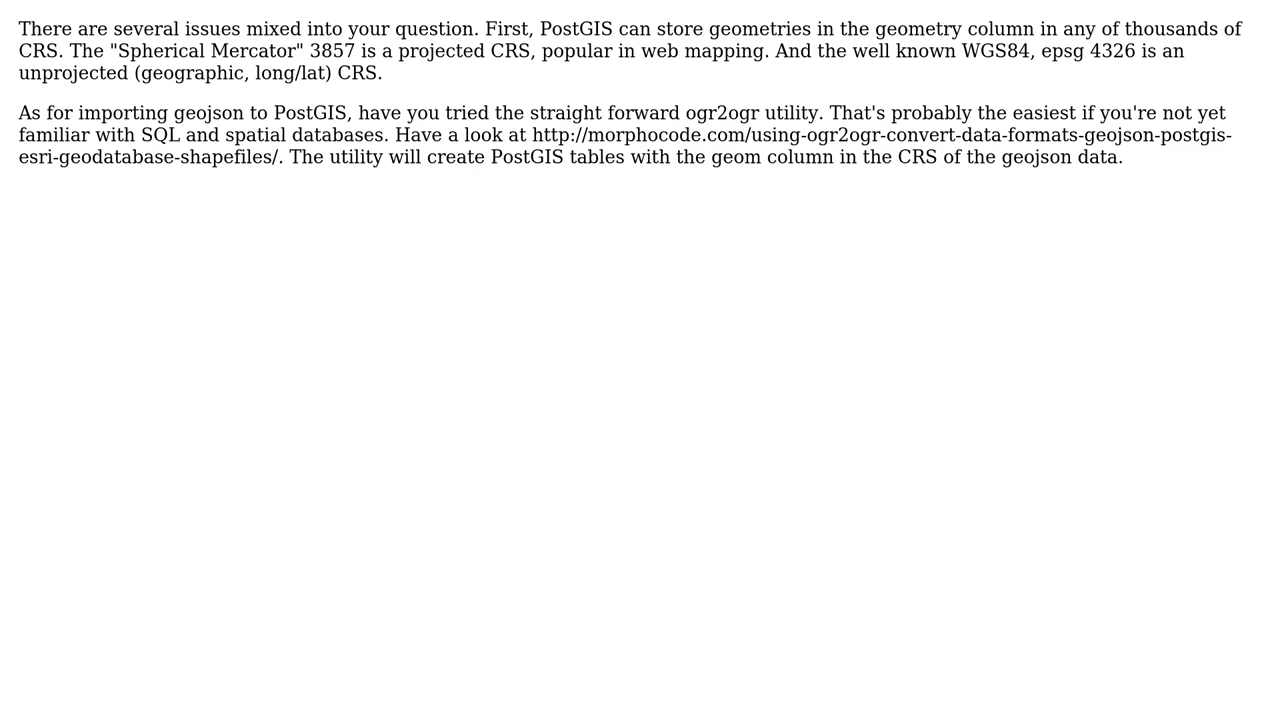 There are several issues mixed into your question. First, PostGIS can store geometries in the geometry column in any of thousands of
CRS. The "Spherical Mercator" 3857 is a projected CRS, popular in web mapping. And the well known WGS84, epsg 4326 is an
unprojected (geographic, long/lat) CRS.
As for importing geojson to PostGIS, have you tried the straight forward ogr2ogr utility. That's probably the easiest if you're not yet
familiar with SQL and spatial databases. Have a look at http://morphocode.com/using-ogr2ogr-convert-data-formats-geojson-postgis-
esri-geodatabase-shapefiles/. The utility will create PostGIS tables with the geom column in the CRS of the geojson data.